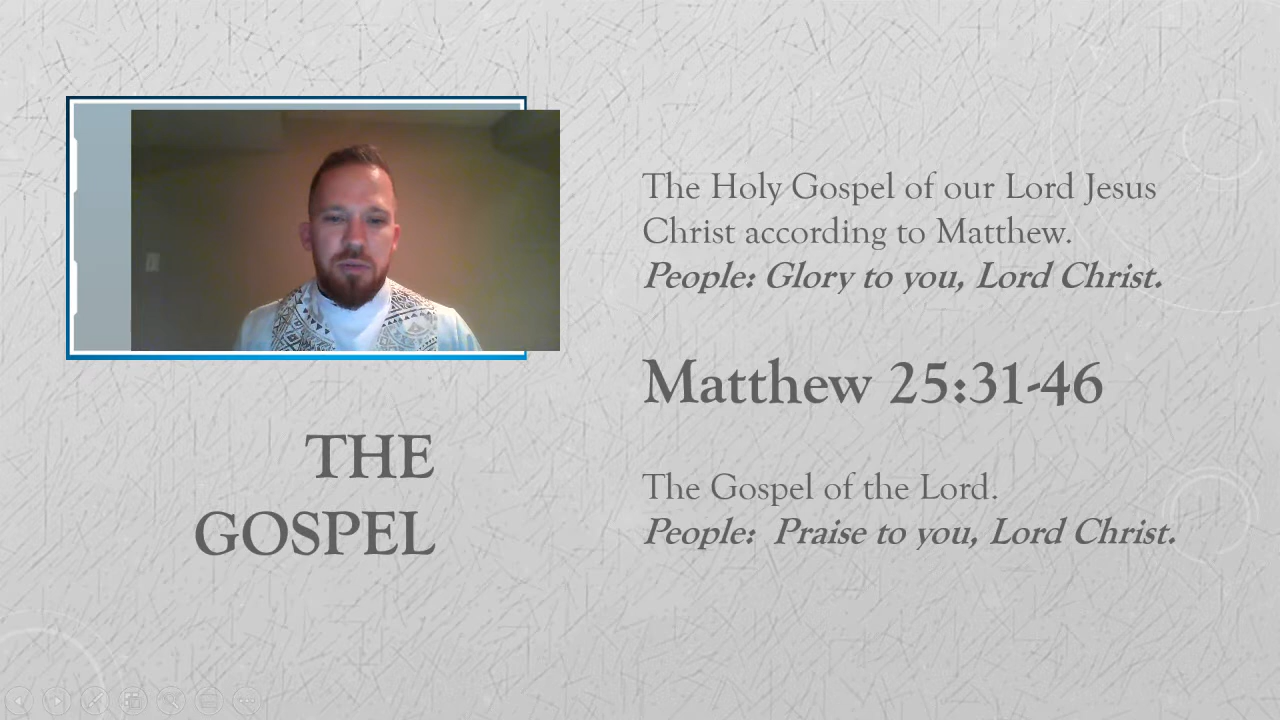 THE
GOSPEL
The Holy Gospel of our Lord Jesus
Christ according to Matthew.
People: Glory to you, Lord Christ.
Matthew 25:31-46
The Gospel of the Lord.
People: Praise to you, Lord Christ.